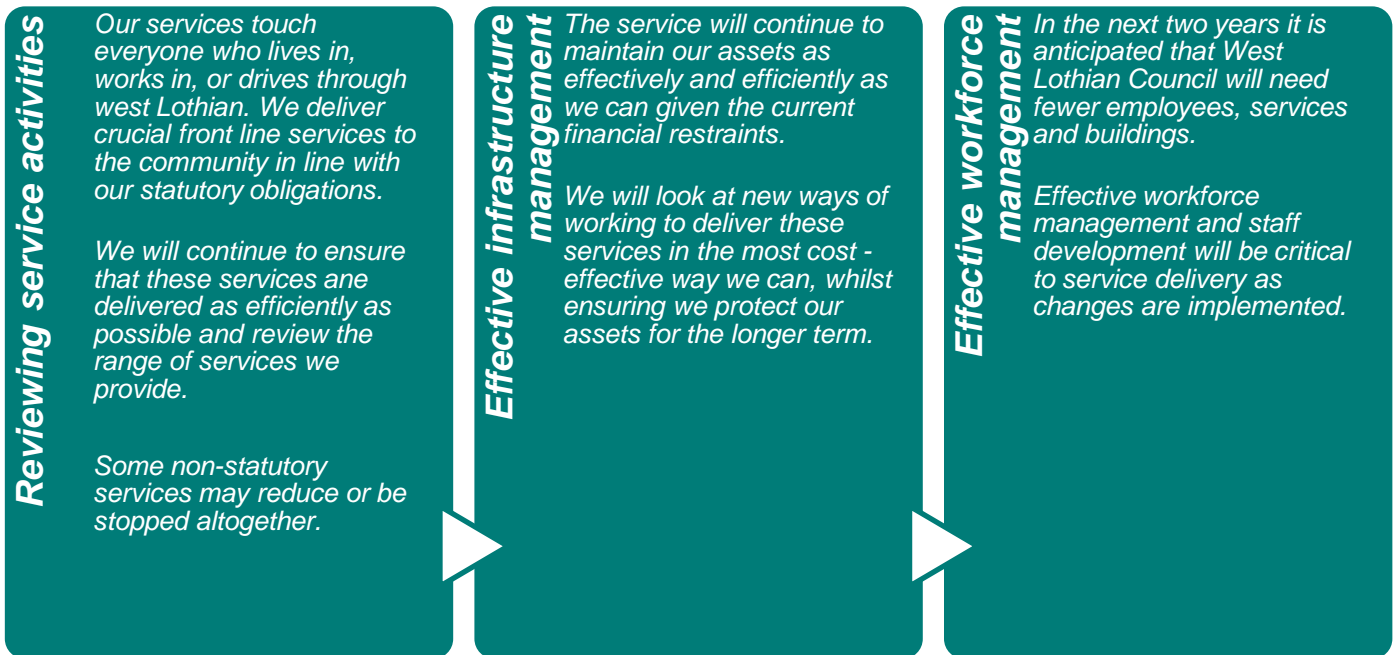 Reviewing service activities
Our services touch
everyone who lives in,
works in, or drives through
west Lothian. We deliver
crucial front line services to
the community in line with
our statutory obligations.
We will continue to ensure
that these services ane
delivered as efficiently as
possible and review the
range of services we
provide.
Some non-statutory
services may reduce or be
stopped altogether.
Effective infrastructure
management
The service will continue to
maintain our assets as
effectively and efficiently as
we can given the current
financial restraints.
We will look at new ways of
working to deliver these
services in the most cost -
effective way we can, whilst
ensuring we protect our
assets for the longer term.
Effective workforce
management
In the next two years it is
anticipated that West
Lothian Council will need
fewer employees, services
and buildings.
Effective workforce
management and staff
development will be critical
to service delivery as
changes are implemented.